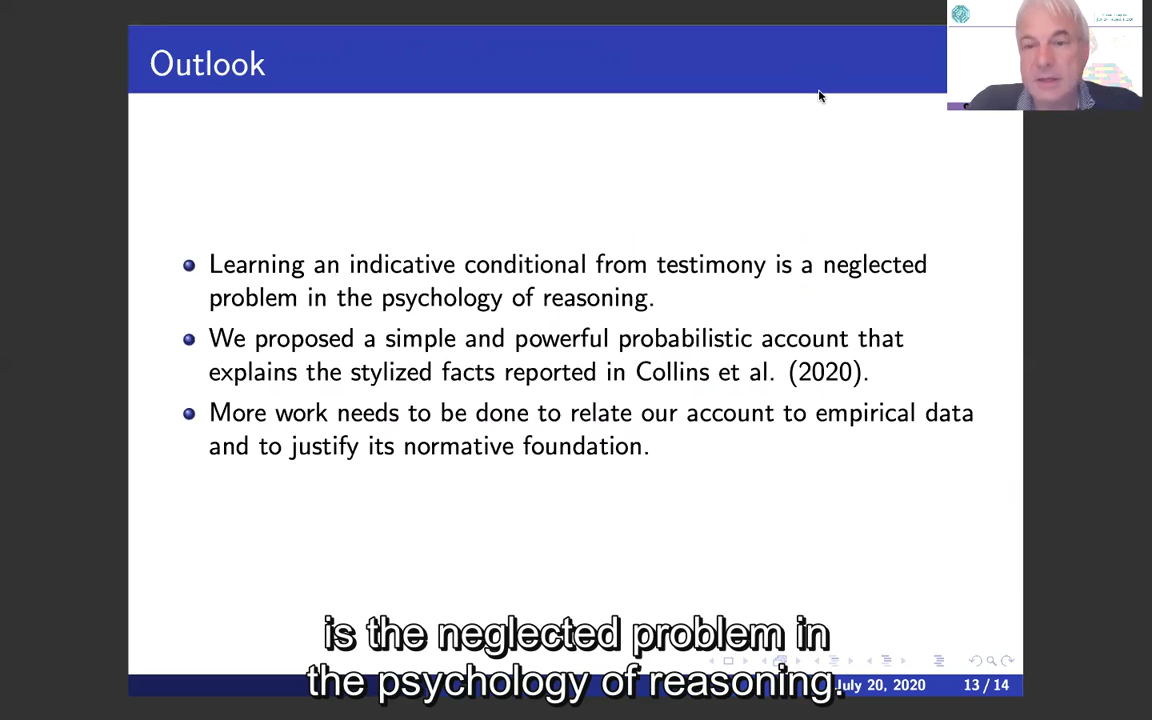 Outlook
Learning an indicative conditional from testimony is a neglected
problem in the psychology of reasoning.
We proposed a simple and powerful probabilistic account that
explains the stylized facts reported in Collins et al. (2020).
More work needs to be done to relate our account to empirical data
and to justify its normative foundation.
is the neglected problem in
the psychology of reasoning.
July 20, 2020 13 / 14